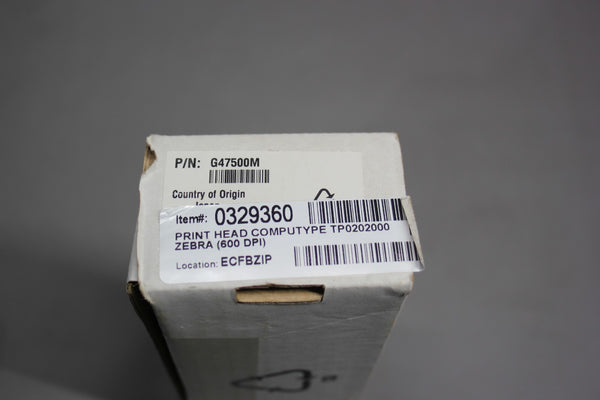 P/N: G47500M
Country of Origin
Item#: 0329360
PRINT HEAD COMPUTYPE TP0202000
ZEBRA (600 DPI)
Location: ECFBZIP